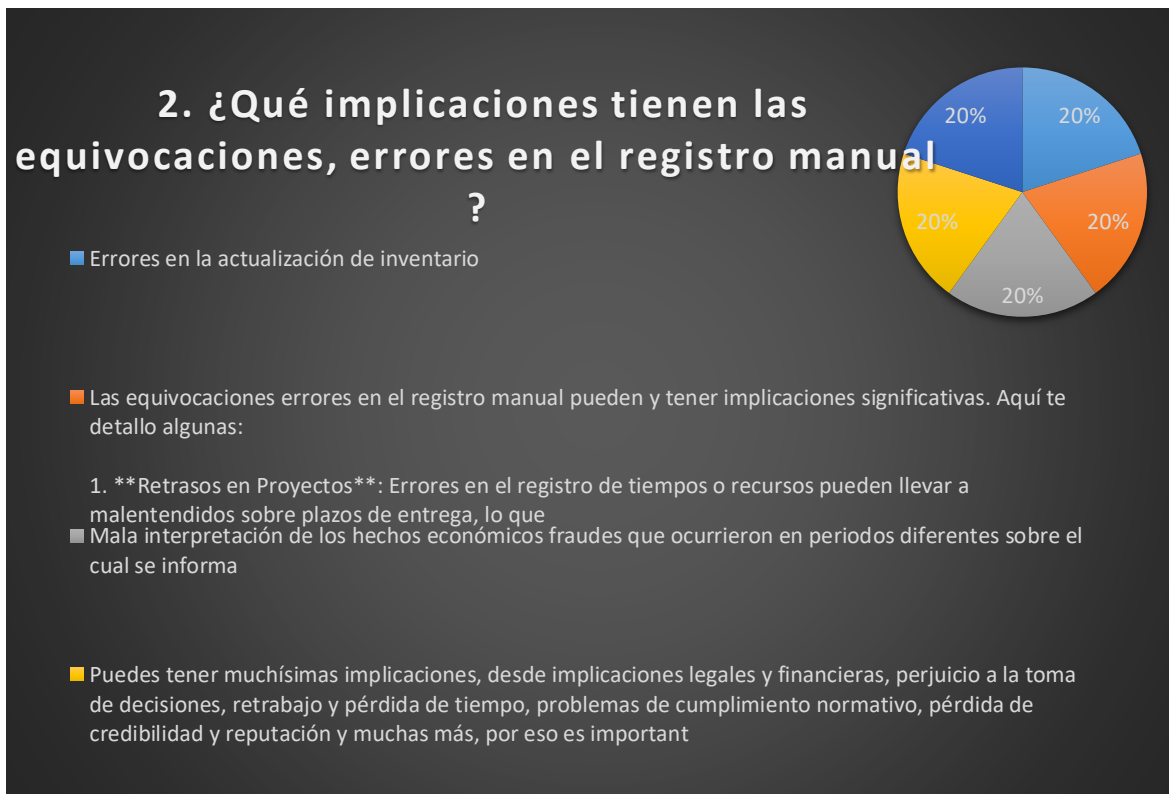 2. ¿Qué implicaciones tienen las
equivocaciones, errores en el registro manual
?
20%
20%
20%
20%
20%
Errores en la actualización de inventario
Las equivocaciones errores en el registro manual pueden y tener implicaciones significativas. Aquí te
detallo algunas:
1. **Retrasos en Proyectos**: Errores en el registro de tiempos o recursos pueden llevar a
malentendidos sobre plazos de entrega, lo que
Mala interpretación de los hechos económicos fraudes que ocurrieron en periodos diferentes sobre el
cual se informa
Puedes tener muchísimas implicaciones, desde implicaciones legales y financieras, perjuicio a la toma
de decisiones, retrabajo y pérdida de tiempo, problemas de cumplimiento normativo, pérdida de
credibilidad y reputación y muchas más, por eso es important